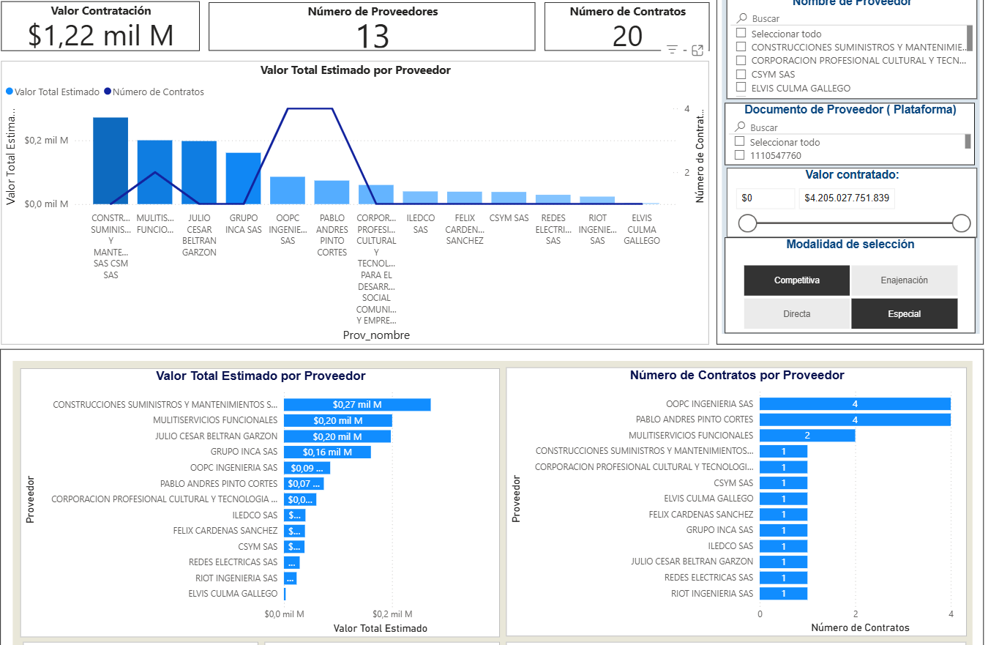 Valor Contratación
$1,22 mil M
Número de Proveedores
13
Número de Contratos
20
Valor Total Estimado por Proveedor
Valor Total Estimado
Número de Contratos
Valor Total Estima...
$0,2 mil M
$0,0 mil M
4
2
Número de Contrat...
CONSTR...
SUMINIS...
Y
MANTE...
SAS CSM
SAS
MULITIS...
FUNCIO...
JULIO
CESAR
BELTRAN
GARZON
GRUPO
INCA SAS
OOPC
INGENIE...
SAS
PABLO
ANDRES
PINTO
CORTES
CORPOR...
PROFESI...
CULTURAL
Y
TECNOL...
PARA EL
DESARR...
SOCIAL
COMUNI...
Y EMPRE...
ILEDCO
SAS
FELIX
CARDEN...
SANCHEZ
CSYM SAS
REDES
ELECTRI...
SAS
RIOT
INGENIE...
SAS
ELVIS
CULMA
GALLEGO
Prov_nombre
Nombre de Proveedor
Buscar
Seleccionar todo
CONSTRUCCIONES SUMINISTROS Y MANTENIMIE...
CORPORACION PROFESIONAL CULTURAL Y TECN...
CSYM SAS
ELVIS CULMA GALLEGO
Documento de Proveedor ( Plataforma)
Buscar
Seleccionar todo
1110547760
Valor contratado:
$0
$4.205.027.751.839
Modalidad de selección
Competitiva
Enajenación
Directa
Especial
Valor Total Estimado por Proveedor
Proveedor
CONSTRUCCIONES SUMINISTROS Y MANTENIMIENTOS S... $0,27 mil M
MULITISERVICIOS FUNCIONALES $0,20 mil M
JULIO CESAR BELTRAN GARZON $0,20 mil M
GRUPO INCA SAS $0,16 mil M
OOPC INGENIERIA SAS $0,09 ...
PABLO ANDRES PINTO CORTES $0,07 ...
CORPORACION PROFESIONAL CULTURAL Y TECNOLOGIA ... $0,0...
ILEDCO SAS $...
FELIX CARDENAS SANCHEZ $...
CSYM SAS $...
REDES ELECTRICAS SAS ...
RIOT INGENIERIA SAS ...
ELVIS CULMA GALLEGO
$0,0 mil M $0,2 mil M
Valor Total Estimado
Número de Contratos por Proveedor
Proveedor
OOPC INGENIERIA SAS 4
PABLO ANDRES PINTO CORTES 4
MULITISERVICIOS FUNCIONALES 2
CONSTRUCCIONES SUMINISTROS Y MANTENIMIENTOS... 1
CORPORACION PROFESIONAL CULTURAL Y TECNOLOGI... 1
CSYM SAS 1
ELVIS CULMA GALLEGO 1
FELIX CARDENAS SANCHEZ 1
GRUPO INCA SAS 1
ILEDCO SAS 1
JULIO CESAR BELTRAN GARZON 1
REDES ELECTRICAS SAS 1
RIOT INGENIERIA SAS 1
0 2 4
Número de Contratos